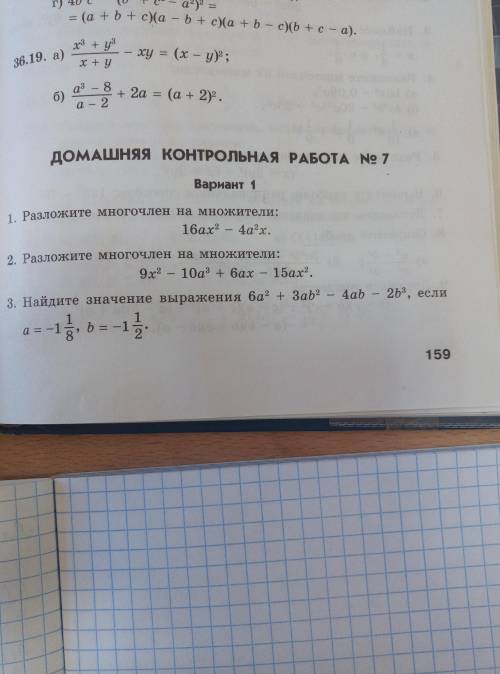 = (a + b + c)(a − b + c)(a + b − c)(b + c − a).
36.19. а) (x³ + y³)/(x + y) − xy = (x − y)²;
б) (a³ − 8)/(a − 2) + 2a = (a + 2)².
ДОМАШНЯЯ КОНТРОЛЬНАЯ РАБОТА № 7
Вариант 1
1. Разложите многочлен на множители:
16ax² − 4a²x.
2. Разложите многочлен на множители:
9x² − 10a³ + 6ax − 15ax².
3. Найдите значение выражения 6a² + 3ab² − 4ab − 2b³, если
a = −1 1/8, b = −1 1/2.
159